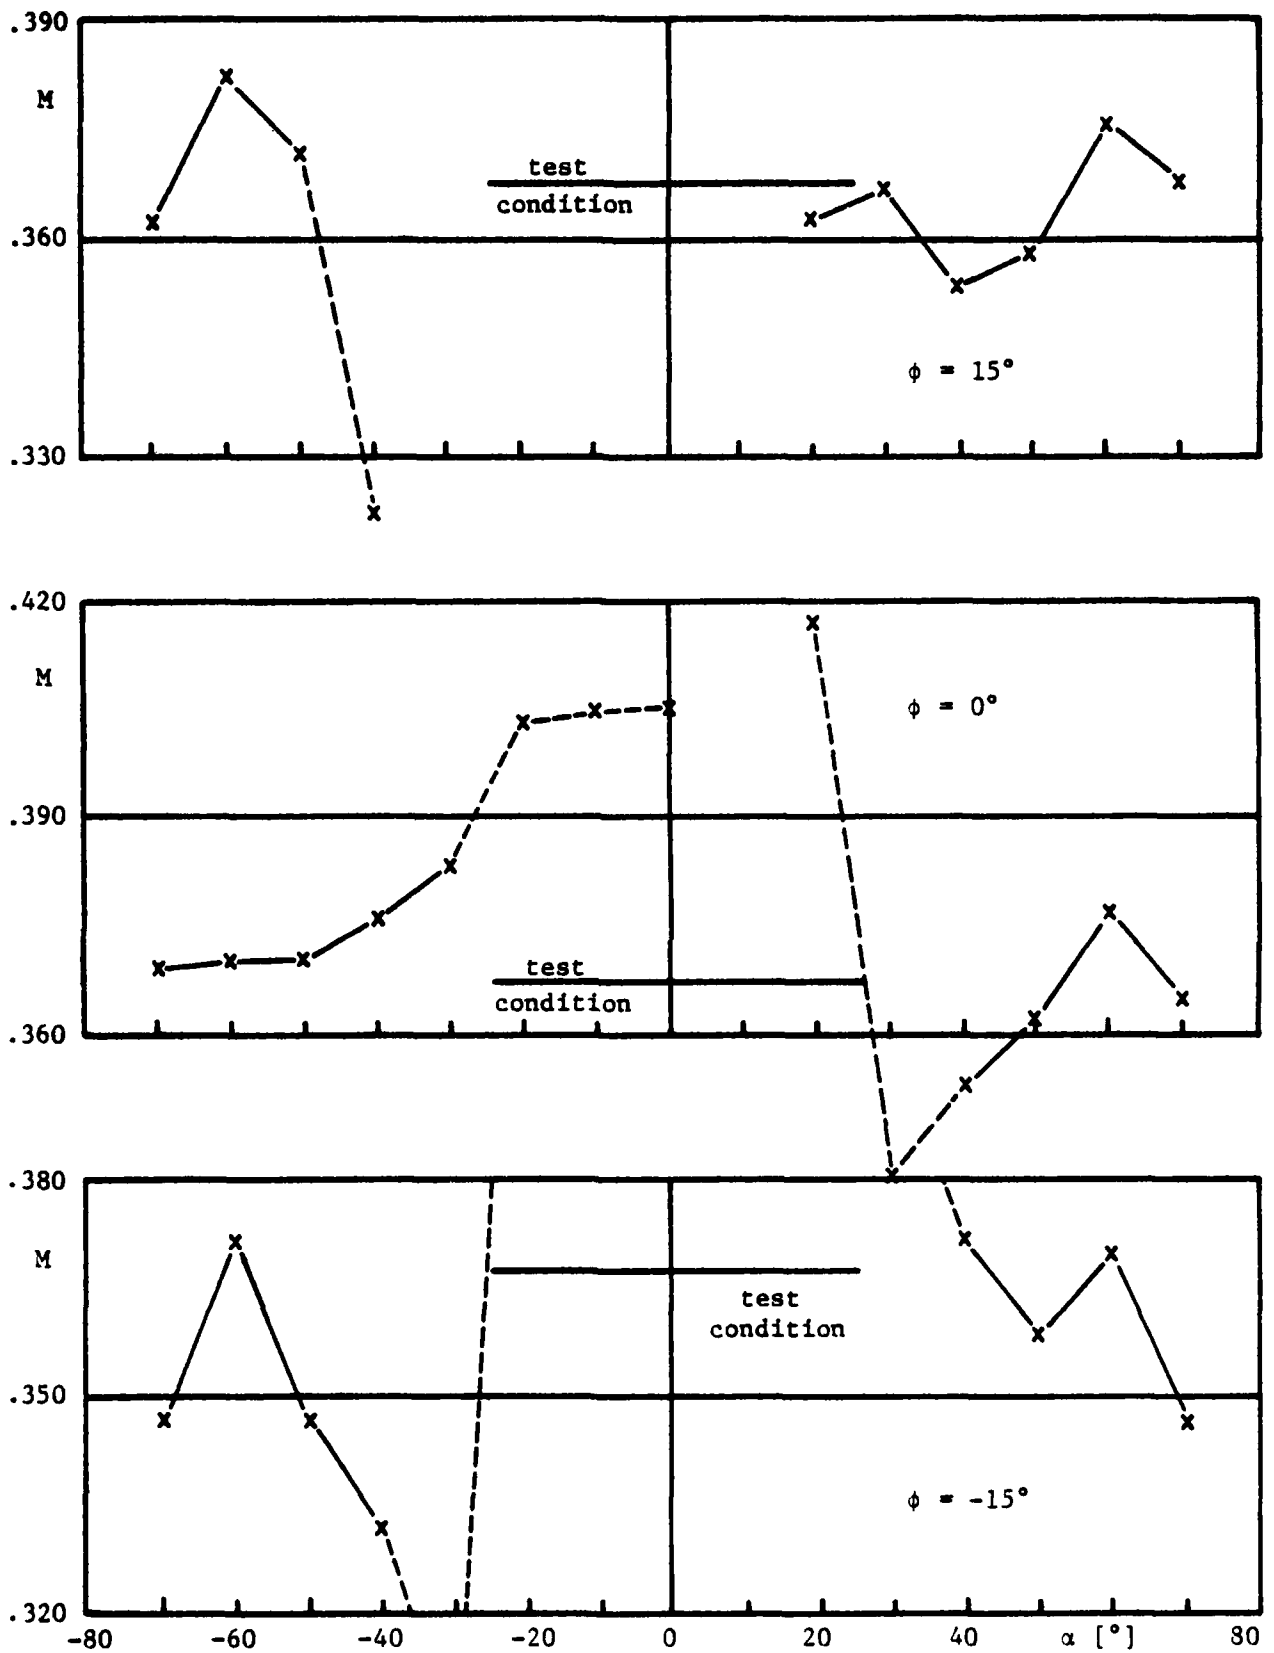 .390
M
test
condition
.360
φ = 15°
.330
.420
M
φ = 0°
.390
test
condition
.360
.380
M
test
condition
.350
φ = -15°
.320
-80 -60 -40 -20 0 20 40 α [°] 80